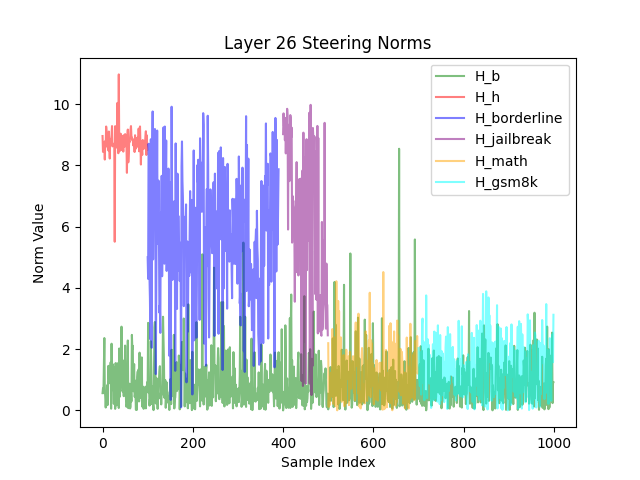 Layer 26 Steering Norms
H_b
H_h
H_borderline
H_jailbreak
H_math
H_gsm8k
10
8
6
4
2
0
Norm Value
0
200
400
600
800
1000
Sample Index